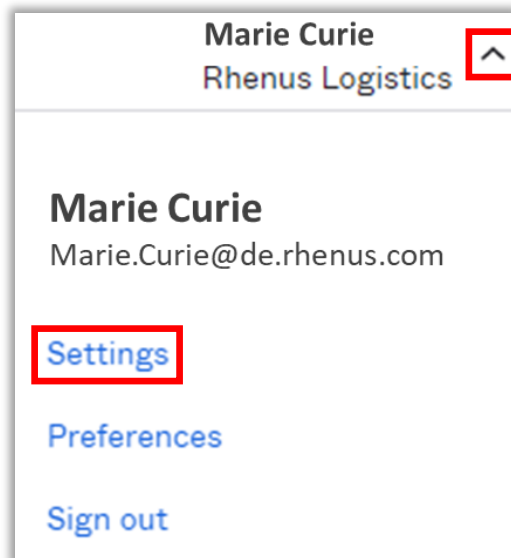 Marie Curie
Rhenus Logistics
Marie Curie
Marie.Curie@de.rhenus.com
Settings
Preferences
Sign out